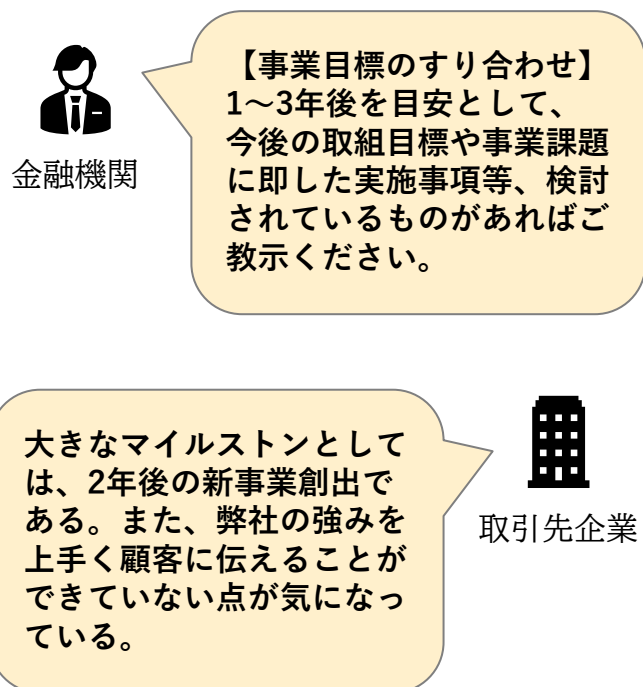 【事業目標のすり合わせ】
1～3年後を目安として、
今後の取組目標や事業課題
に即した実施事項等、検討
されているものがあればご
教示ください。
金融機関
大きなマイルストンとして
は、2年後の新事業創出で
ある。また、弊社の強みを
上手く顧客に伝えることが
できていない点が気になっ
ている。
取引先企業